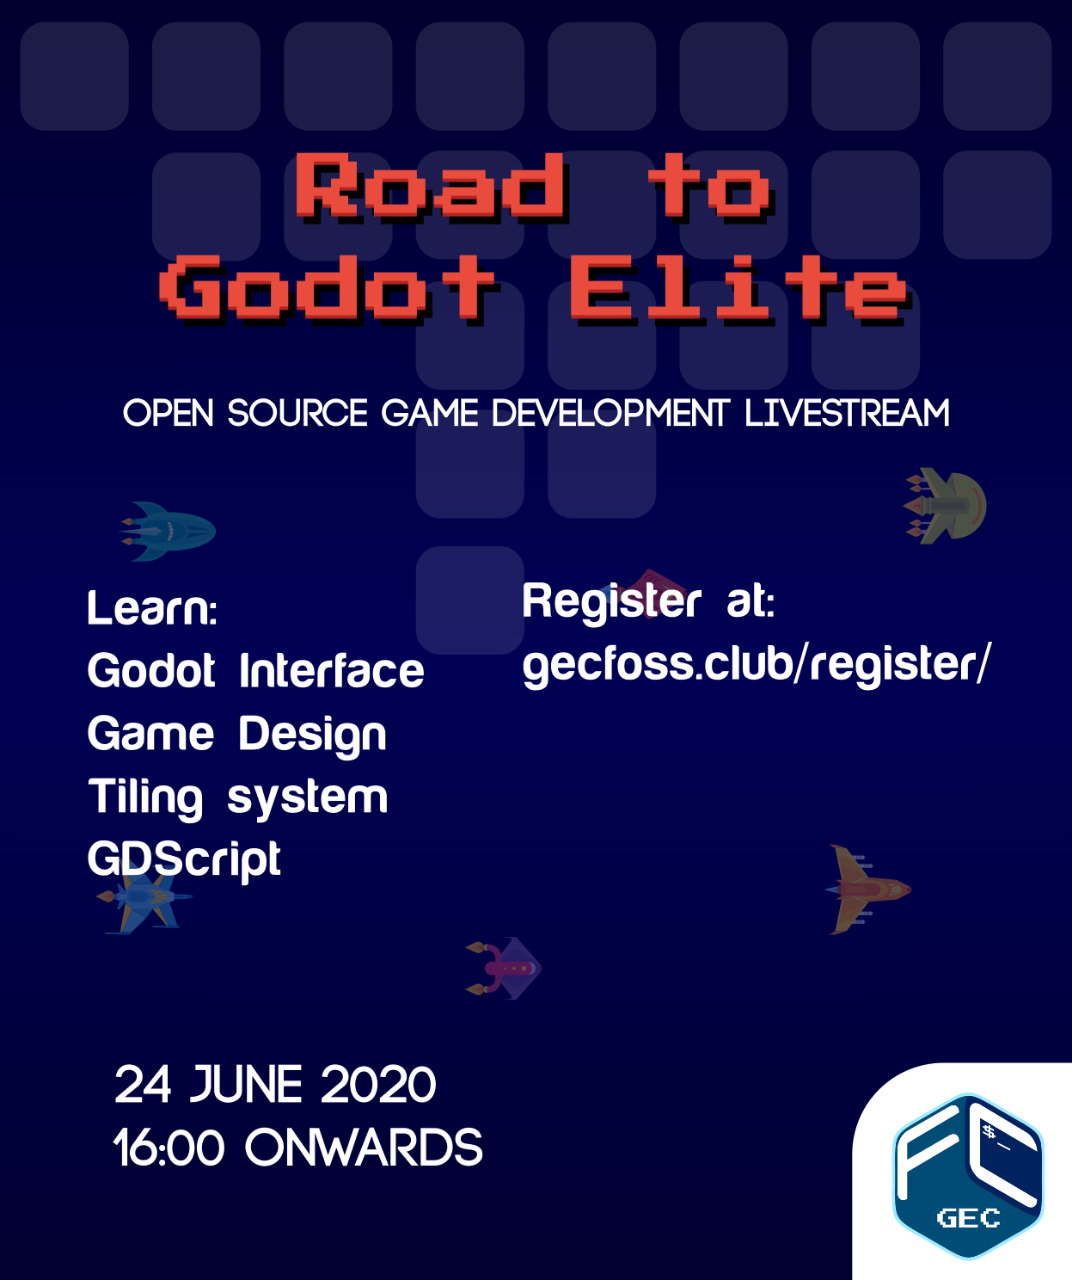 Road to
Godot Elite
OPEN SOURCE GAME DEVELOPMENT LIVESTREAM
Learn:
Godot Interface
Game Design
Tiling system
GDScript
Register at:
gecfoss.club/register/
24 JUNE 2020
16:00 ONWARDS
FC
$_
GEC